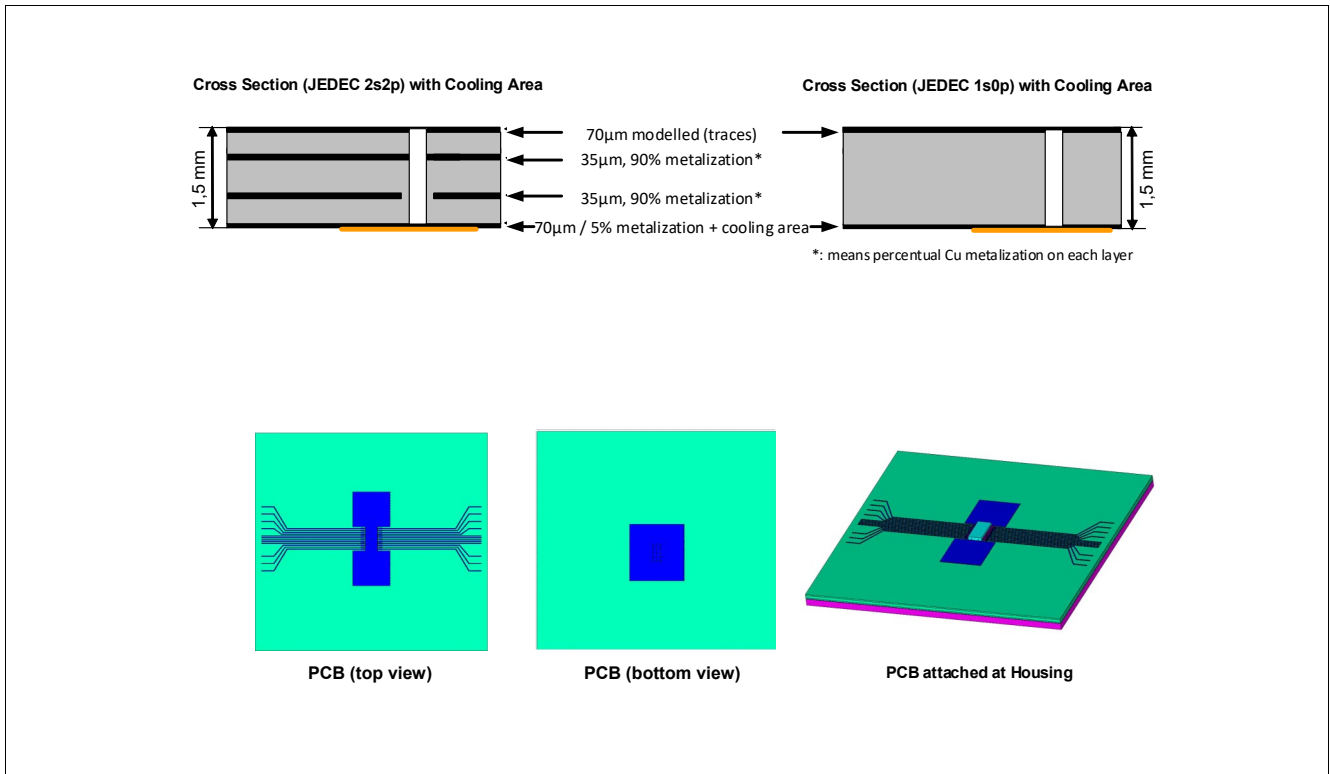 Cross Section (JEDEC 2s2p) with Cooling Area
Cross Section (JEDEC 1s0p) with Cooling Area
1,5 mm
70µm modelled (traces)
35µm, 90% metalization*
35µm, 90% metalization*
70µm / 5% metalization + cooling area
1,5 mm
*: means percentual Cu metalization on each layer
PCB (top view)
PCB (bottom view)
PCB attached at Housing